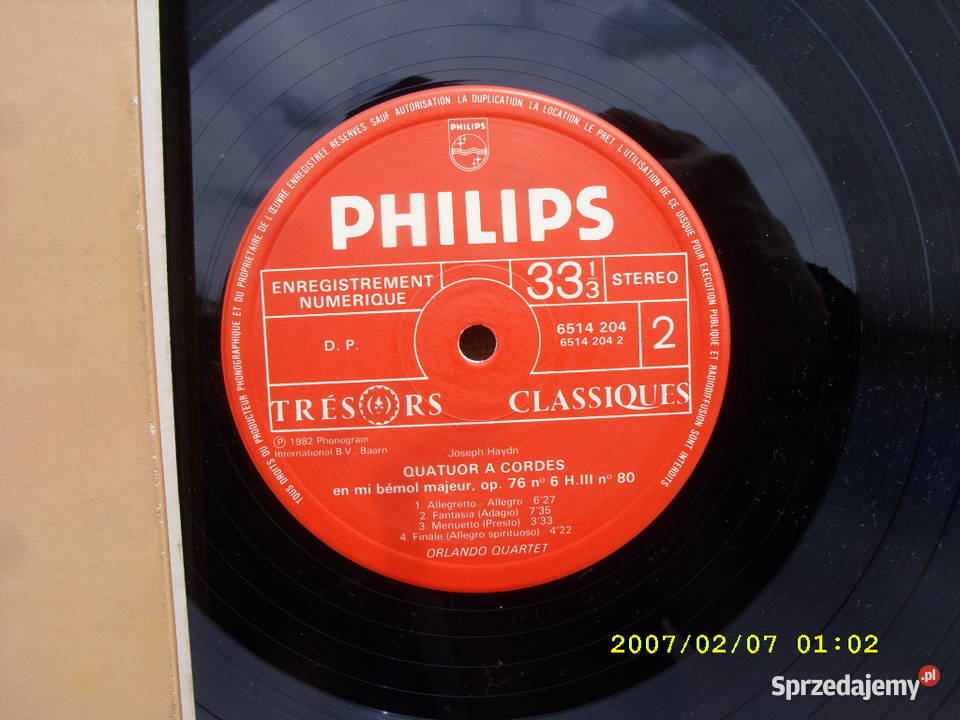 TOUS DROITS DU PRODUCTEUR PHONOGRAPHIQUE ET DU PROPRIETAIRE DE L'ŒUVRE ENREGISTREE RESERVES SAUF AUTORISATION LA DUPLICATION, LA LOCATION LE PRET L'UTILISATION DE CE DISQUE POUR EXECUTION PUBLIQUE ET RADIODIFFUSION SONT INTERDITS
PHILIPS
PHILIPS
ENREGISTREMENT
NUMERIQUE
33 1/3
STEREO
D. P.
6514 204
6514 204 2
2
TRÉSORS CLASSIQUES
Ⓟ 1982 Phonogram
International B.V., Baarn
Joseph Haydn
QUATUOR A CORDES
en mi bémol majeur, op. 76 nº 6 H.III nº 80
1. Allegretto - Allegro 6'27
2. Fantasia (Adagio) 7'35
3. Menuetto (Presto) 3'33
4. Finale (Allegro spirituoso) 4'22
ORLANDO QUARTET
2007/02/07 01:02
Sprzedajemy.pl